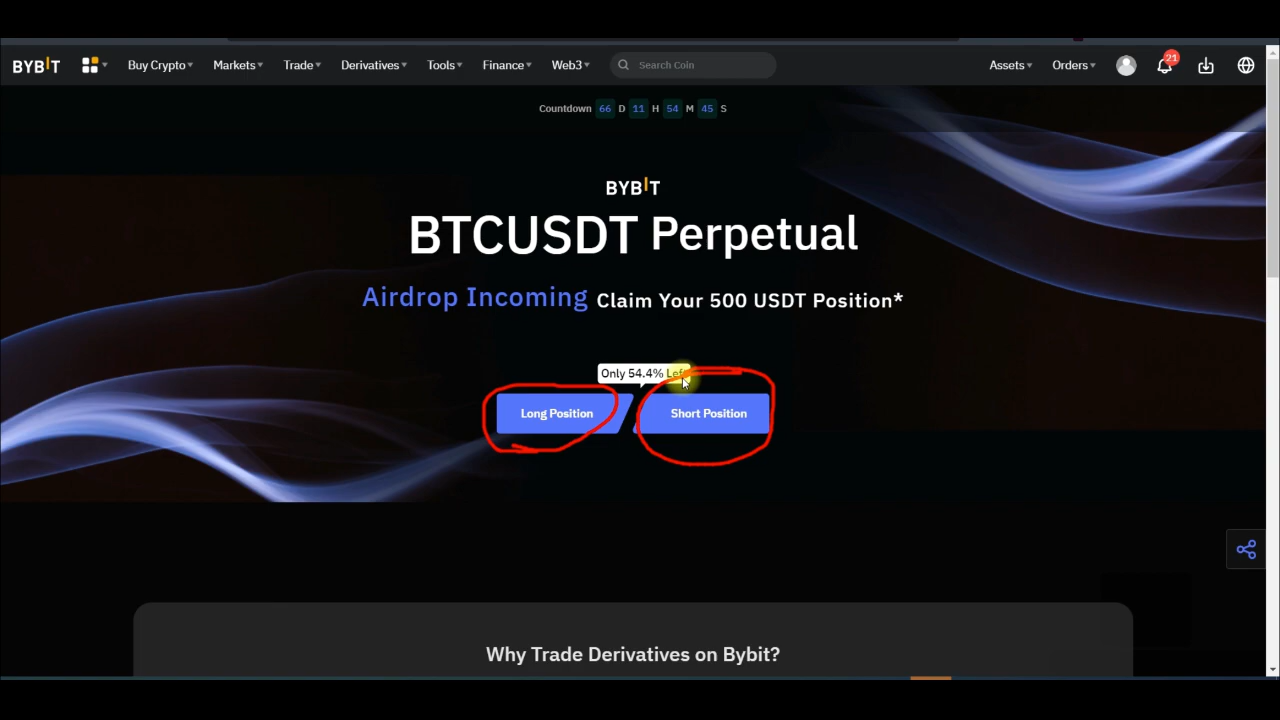 BYBIT Buy Crypto Markets Trade Derivatives Tools Finance Web3 Search Coin Assets Orders 21
Countdown 66 D 11 H 54 M 45 S
BYBIT
BTCUSDT Perpetual
Airdrop Incoming Claim Your 500 USDT Position*
Only 54.4% Left
Long Position Short Position
Why Trade Derivatives on Bybit?